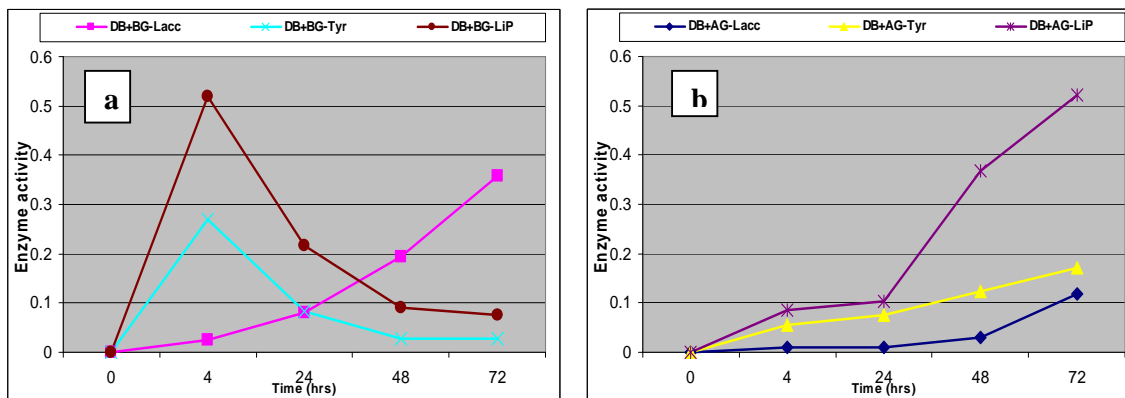 DB+BG-Lacc DB+BG-Tyr DB+BG-LiP
a
Enzyme activity
0.6
0.5
0.4
0.3
0.2
0.1
0
0 4 24 48 72
Time (hrs)
DB+AG-Lacc DB+AG-Tyr DB+AG-LiP
b
Enzyme activity
0.6
0.5
0.4
0.3
0.2
0.1
0
0 4 24 48 72
Time (hrs)